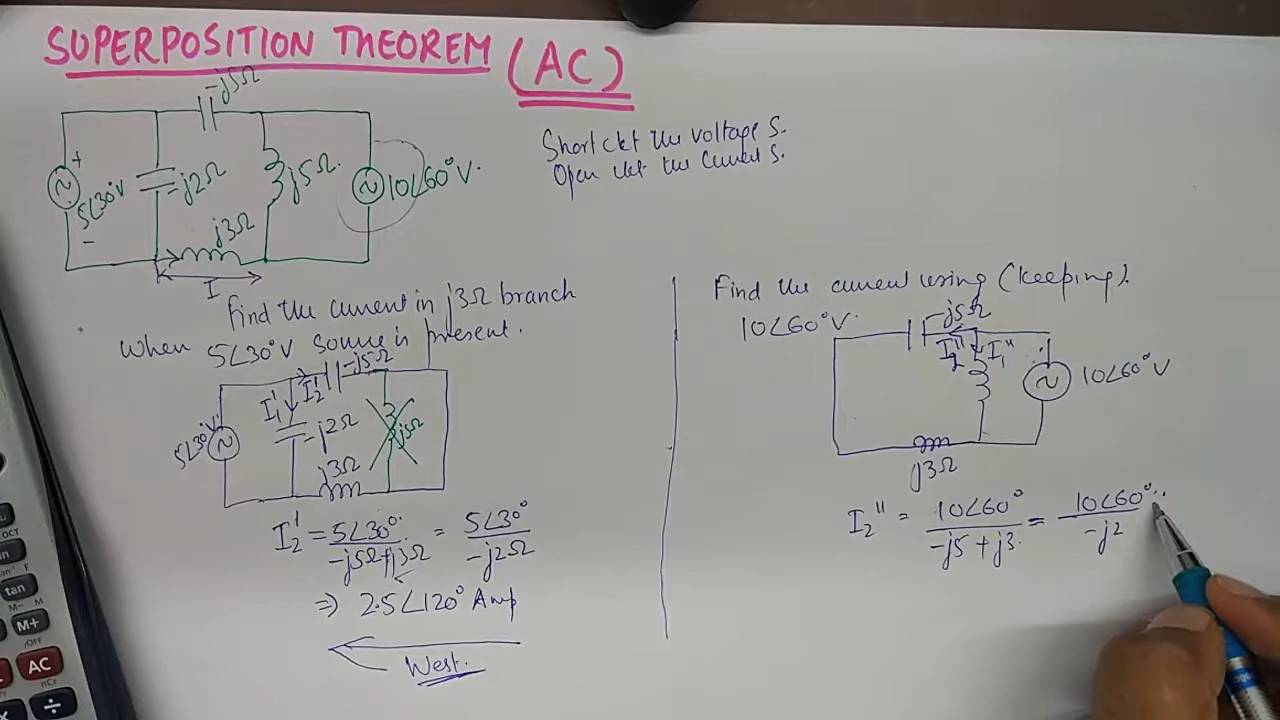 SUPERPOSITION THEOREM (AC)
-j5Ω
+
5∠30°V
-
-j2Ω
j5Ω.
10∠60°V.
j3Ω
I
Short ckt the voltage S.
Open ckt the Current S.
Find the current in j3Ω branch
When 5∠30°V Source is present.
-j5Ω
I1' I2'
5∠30°V
-j2Ω
j5Ω
j3Ω
I2' = 5∠30° / -j5Ω+j3Ω = 5∠30° / -j2Ω
⇒ 2.5∠120° Amp
West.
Find the current using (keeping).
10∠60°V.
-j5Ω
I2'' I1''
10∠60°V
j3Ω
I2'' = 10∠60° / -j5+j3 = 10∠60° / -j2
OFF
tan
M-
M
M+
AC
÷